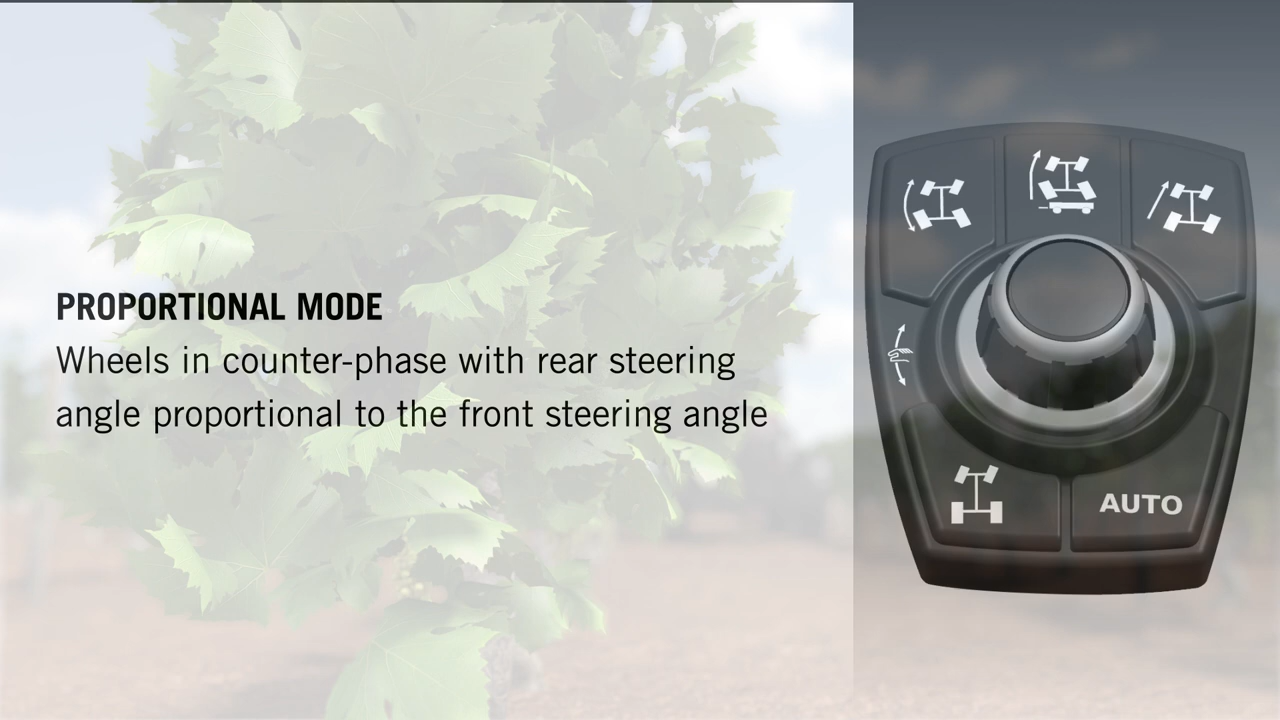 PROPORTIONAL MODE
Wheels in counter-phase with rear steering
angle proportional to the front steering angle
AUTO